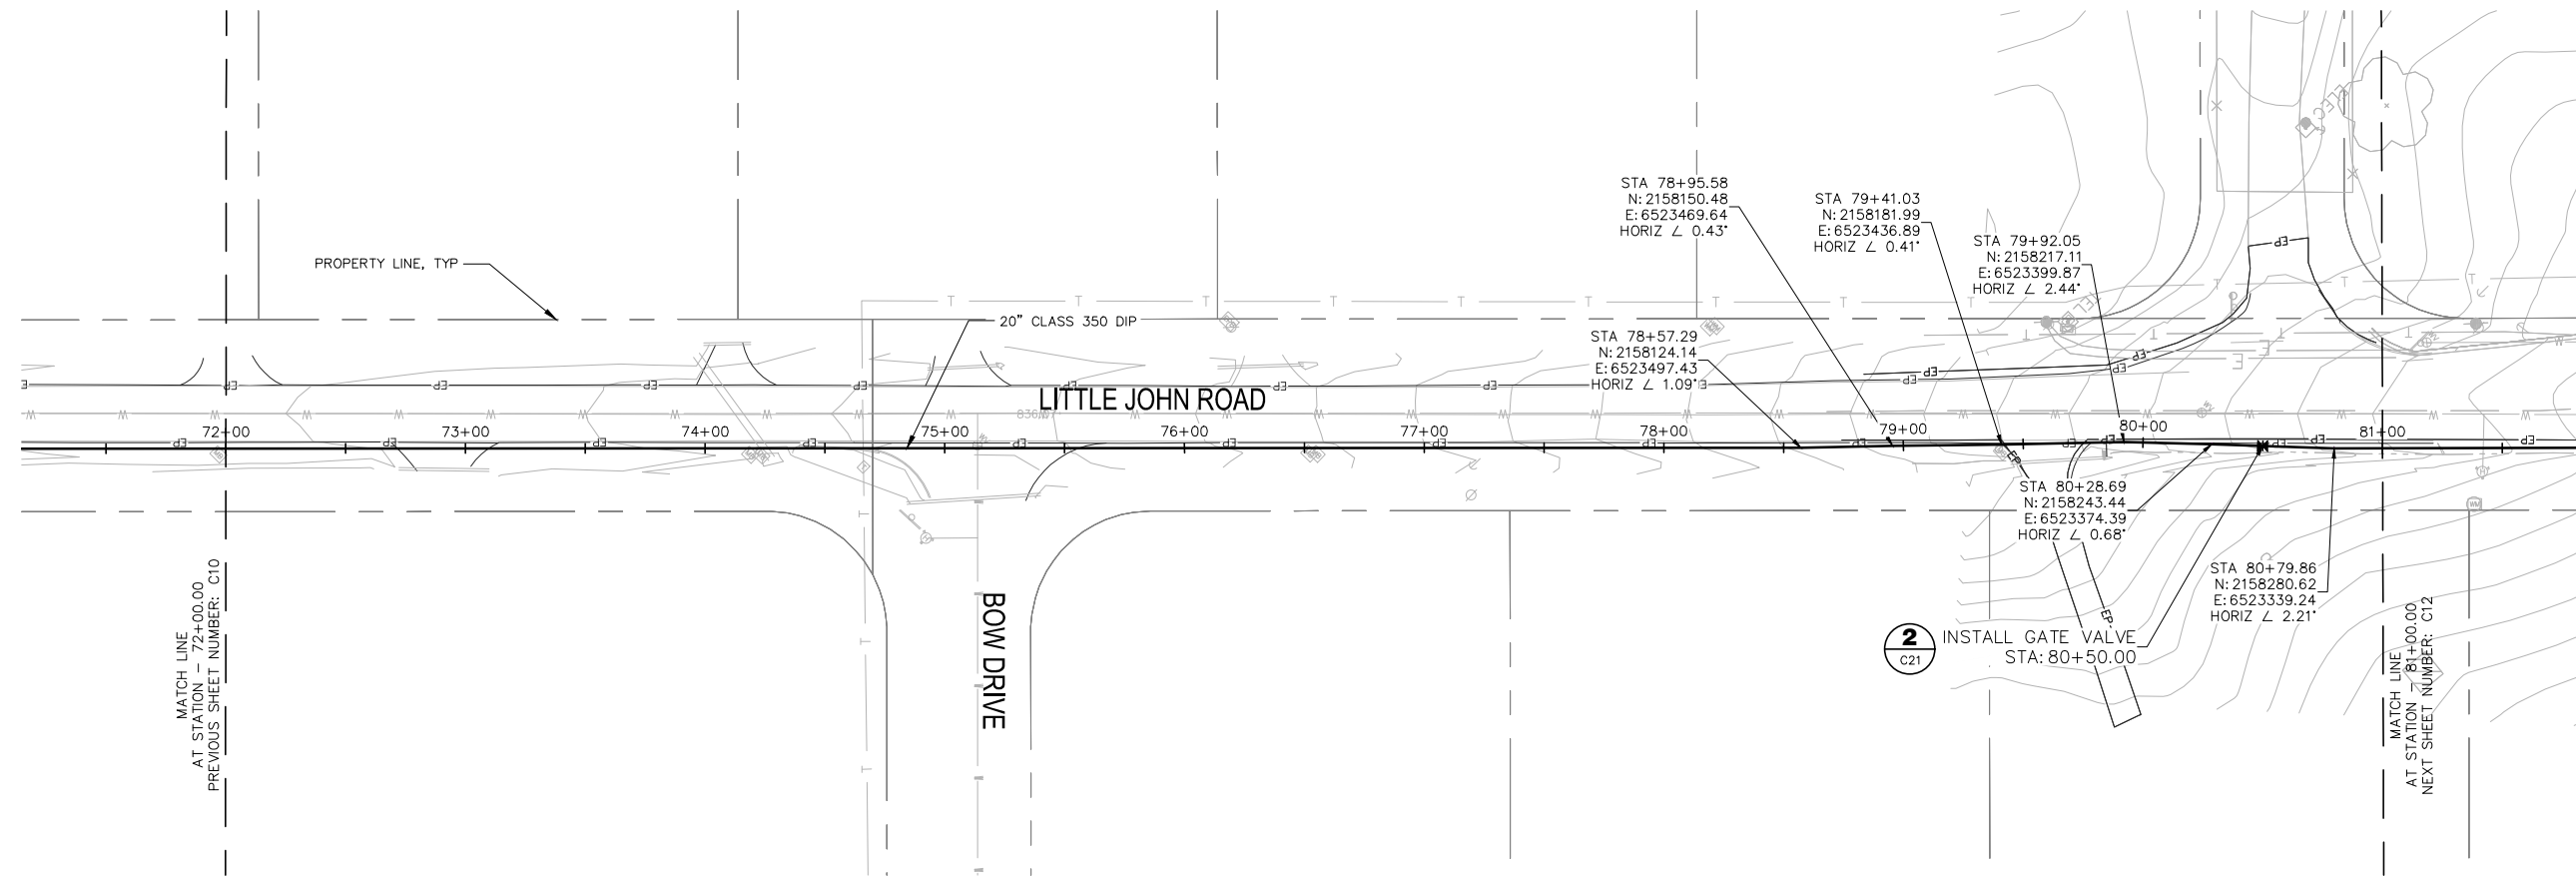 PROPERTY LINE, TYP
20" CLASS 350 DIP
LITTLE JOHN ROAD
BOW DRIVE
STA 78+95.58
N: 2158150.48
E: 6523469.64
HORIZ ∠ 0.43°
STA 79+41.03
N: 2158181.99
E: 6523436.89
HORIZ ∠ 0.41°
STA 79+92.05
N: 2158217.11
E: 6523399.87
HORIZ ∠ 2.44°
STA 78+57.29
N: 2158124.14
E: 6523497.43
HORIZ ∠ 1.09°
72+00
73+00
74+00
75+00
76+00
77+00
78+00
79+00
80+00
81+00
STA 80+28.69
N: 2158243.44
E: 6523374.39
HORIZ ∠ 0.68°
STA 80+79.86
N: 2158280.62
E: 6523339.24
HORIZ ∠ 2.21°
2
C21
INSTALL GATE VALVE
STA: 80+50.00
MATCH LINE
AT STATION - 72+00.00
PREVIOUS SHEET NUMBER: C10
MATCH LINE
AT STATION - 81+00.00
NEXT SHEET NUMBER: C12
EP
EP
ELEC
WM